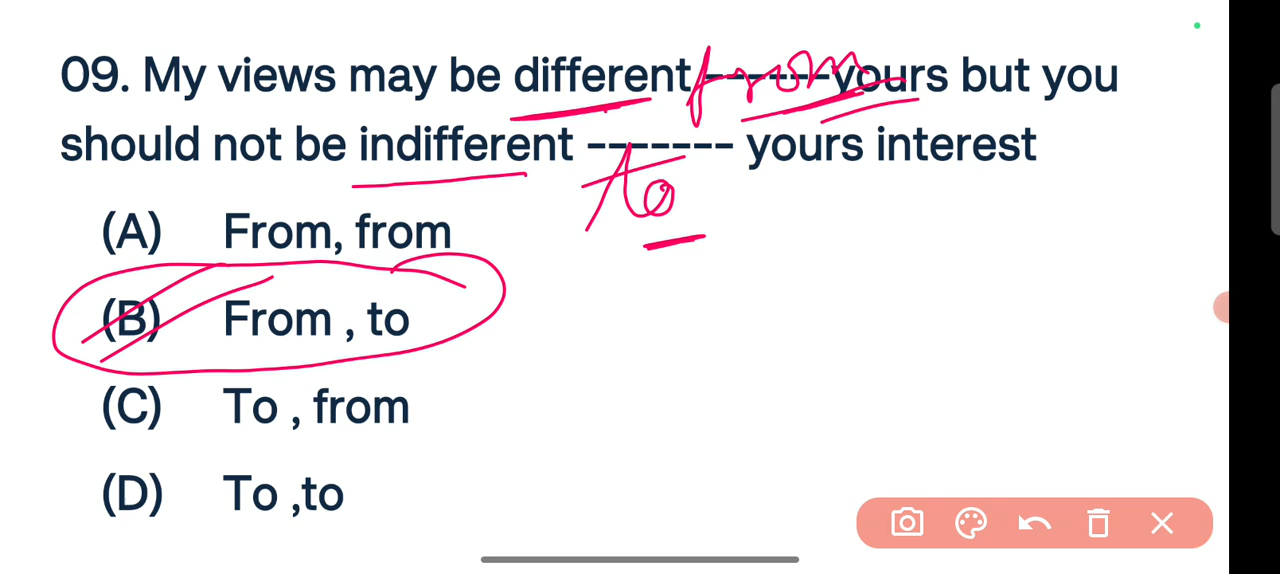 09. My views may be different ------- yours but you
from
should not be indifferent ------- yours interest
to
(A) From, from
(B) From , to
(C) To , from
(D) To ,to